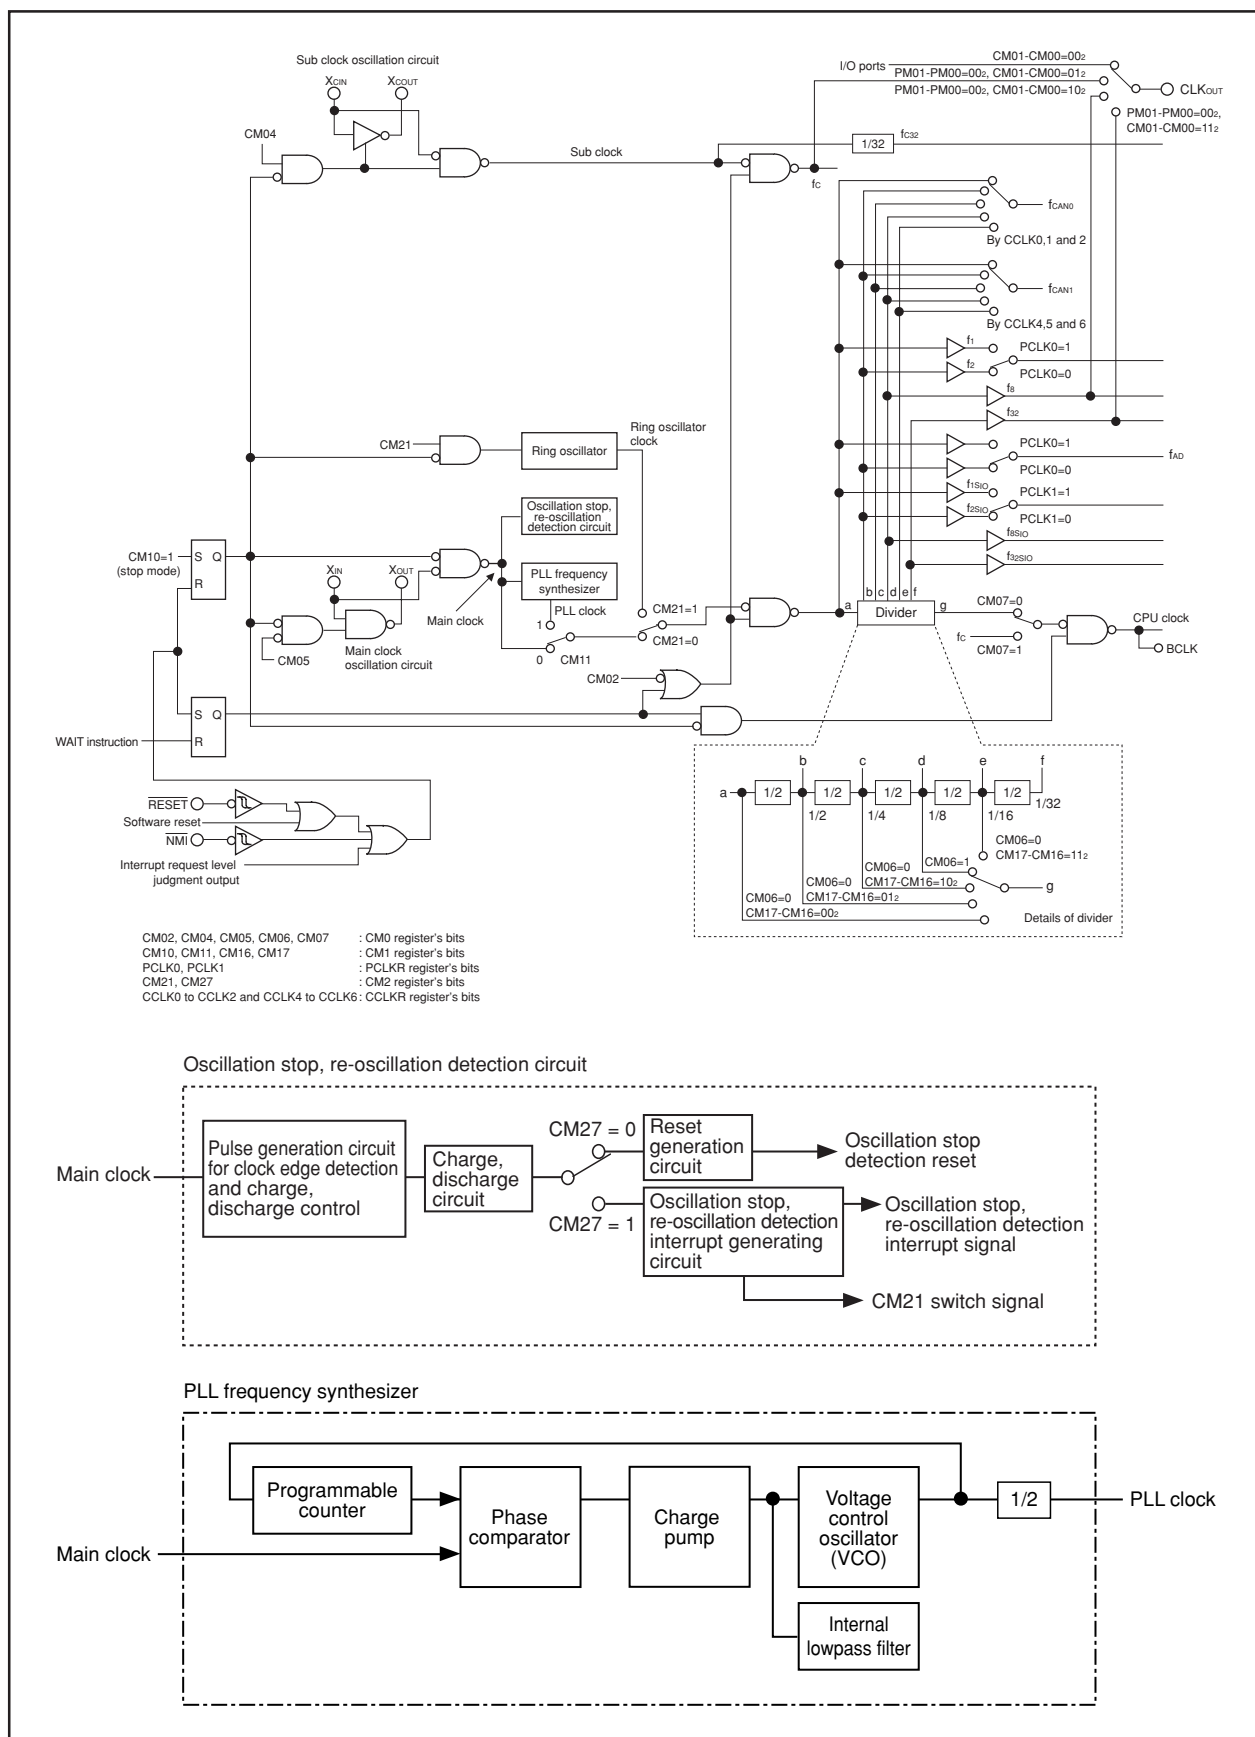 Sub clock oscillation circuit
XCIN
XCOUT
CM04
Sub clock
I/O ports
CM01-CM00=002
PM01-PM00=002, CM01-CM00=012
PM01-PM00=002, CM01-CM00=102
CLKOUT
PM01-PM00=002,
CM01-CM00=112
fC32
1/32
fC
fCAN0
By CCLK0,1 and 2
fCAN1
By CCLK4,5 and 6
f1
PCLK0=1
f2
PCLK0=0
f8
f32
PCLK0=1
fAD
PCLK0=0
f1SIO
PCLK1=1
f2SIO
PCLK1=0
f8SIO
f32SIO
CM21
Ring oscillator
Ring oscillator
clock
Oscillation stop,
re-oscillation
detection circuit
CM10=1
(stop mode)
S Q
R
XIN
XOUT
PLL frequency
synthesizer
Main clock
PLL clock
1
0
CM11
CM21=1
CM21=0
CM05
Main clock
oscillation circuit
a
b c d e f
Divider
g
CM07=0
fC
CM07=1
CPU clock
BCLK
CM02
S Q
R
WAIT instruction
RESET
Software reset
NMI
Interrupt request level
judgment output
b
c
d
e
f
a
1/2
1/2
1/2
1/2
1/2
1/2
1/4
1/8
1/16
1/32
CM06=0
CM17-CM16=112
CM06=1
CM06=0
CM17-CM16=102
CM06=0
CM17-CM16=012
CM06=0
CM17-CM16=002
g
Details of divider
CM02, CM04, CM05, CM06, CM07 : CM0 register's bits
CM10, CM11, CM16, CM17 : CM1 register's bits
PCLK0, PCLK1 : PCLKR register's bits
CM21, CM27 : CM2 register's bits
CCLK0 to CCLK2 and CCLK4 to CCLK6 : CCLKR register's bits
Oscillation stop, re-oscillation detection circuit
Main clock
Pulse generation circuit
for clock edge detection
and charge,
discharge control
Charge,
discharge
circuit
CM27 = 0
Reset
generation
circuit
Oscillation stop
detection reset
CM27 = 1
Oscillation stop,
re-oscillation detection
interrupt generating
circuit
Oscillation stop,
re-oscillation detection
interrupt signal
CM21 switch signal
PLL frequency synthesizer
Programmable
counter
Main clock
Phase
comparator
Charge
pump
Voltage
control
oscillator
(VCO)
1/2
PLL clock
Internal
lowpass filter